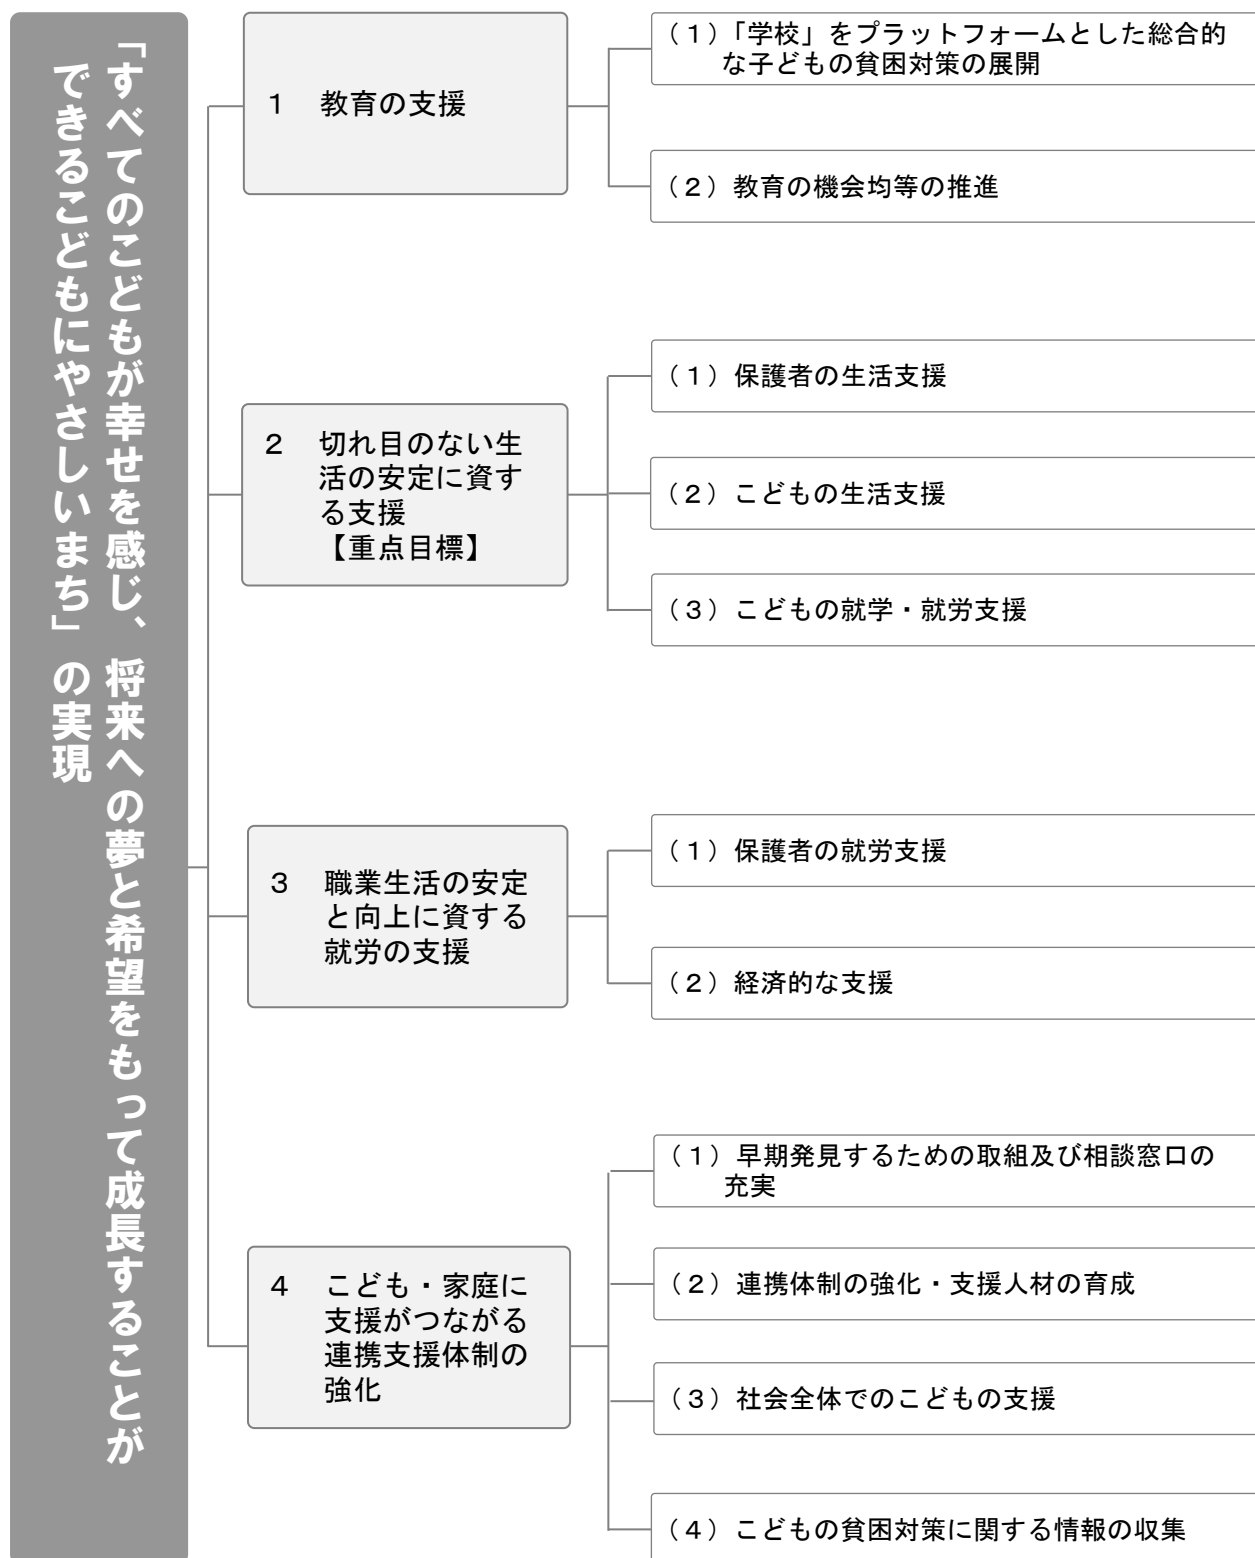 「すべてのこどもが幸せを感じ、将来への夢と希望をもって成長することが
できるこどもにやさしいまち」の実現
1 教育の支援
(1)「学校」をプラットフォームとした総合的
な子どもの貧困対策の展開
(2)教育の機会均等の推進
2 切れ目のない生
活の安定に資す
る支援
【重点目標】
(1)保護者の生活支援
(2)こどもの生活支援
(3)こどもの就学・就労支援
3 職業生活の安定
と向上に資する
就労の支援
(1)保護者の就労支援
(2)経済的な支援
4 こども・家庭に
支援がつながる
連携支援体制の
強化
(1)早期発見するための取組及び相談窓口の
充実
(2)連携体制の強化・支援人材の育成
(3)社会全体でのこどもの支援
(4)こどもの貧困対策に関する情報の収集